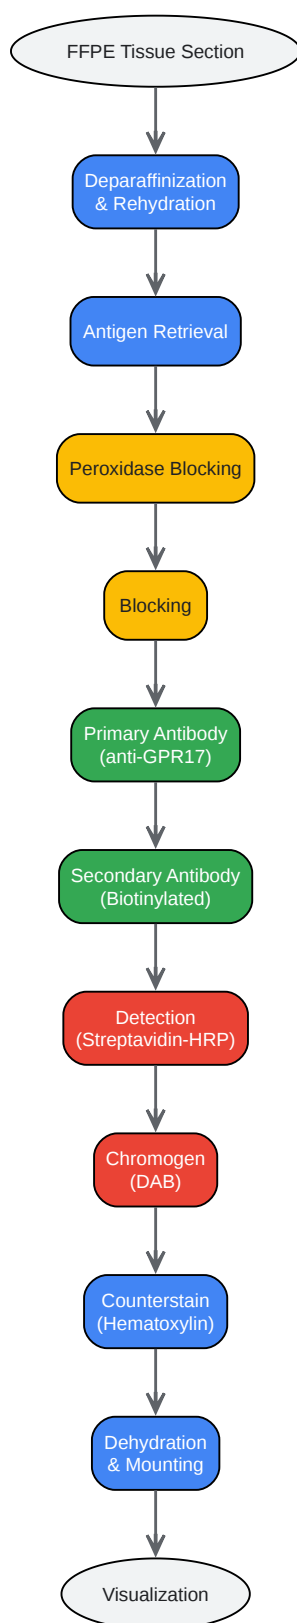 FFPE Tissue Section
Deparaffinization
& Rehydration
Antigen Retrieval
Peroxidase Blocking
Blocking
Primary Antibody
(anti-GPR17)
Secondary Antibody
(Biotinylated)
Detection
(Streptavidin-HRP)
Chromogen
(DAB)
Counterstain
(Hematoxylin)
Dehydration
& Mounting
Visualization